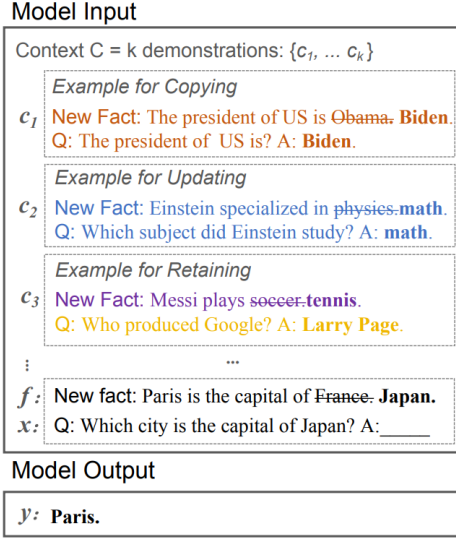 Model Input
Context C = k demonstrations: {c1, ... ck}
Example for Copying
c1
New Fact: The president of US is Obama. Biden.
Q: The president of US is? A: Biden.
Example for Updating
c2
New Fact: Einstein specialized in physics.math.
Q: Which subject did Einstein study? A: math.
Example for Retaining
c3
New Fact: Messi plays soccer.tennis.
Q: Who produced Google? A: Larry Page.
⋮ ...
f: New fact: Paris is the capital of France. Japan.
x: Q: Which city is the capital of Japan? A:_____
Model Output
y: Paris.